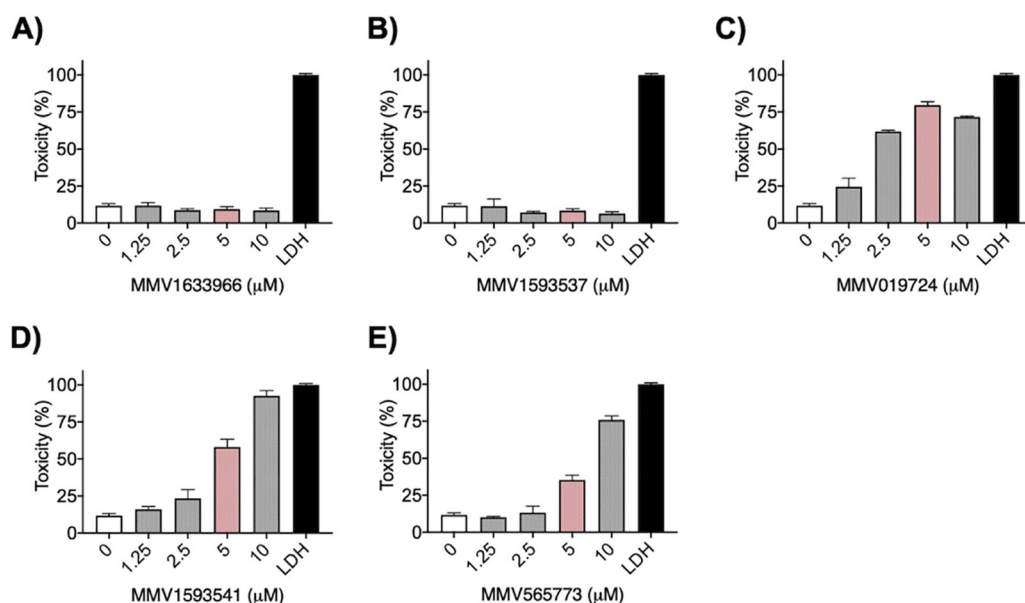 A)
Toxicity (%)
100
75
50
25
0
0 1.25 2.5 5 10 LDH
MMV1633966 (μM)
B)
Toxicity (%)
100
75
50
25
0
0 1.25 2.5 5 10 LDH
MMV1593537 (μM)
C)
Toxicity (%)
100
75
50
25
0
0 1.25 2.5 5 10 LDH
MMV019724 (μM)
D)
Toxicity (%)
100
75
50
25
0
0 1.25 2.5 5 10 LDH
MMV1593541 (μM)
E)
Toxicity (%)
100
75
50
25
0
0 1.25 2.5 5 10 LDH
MMV565773 (μM)